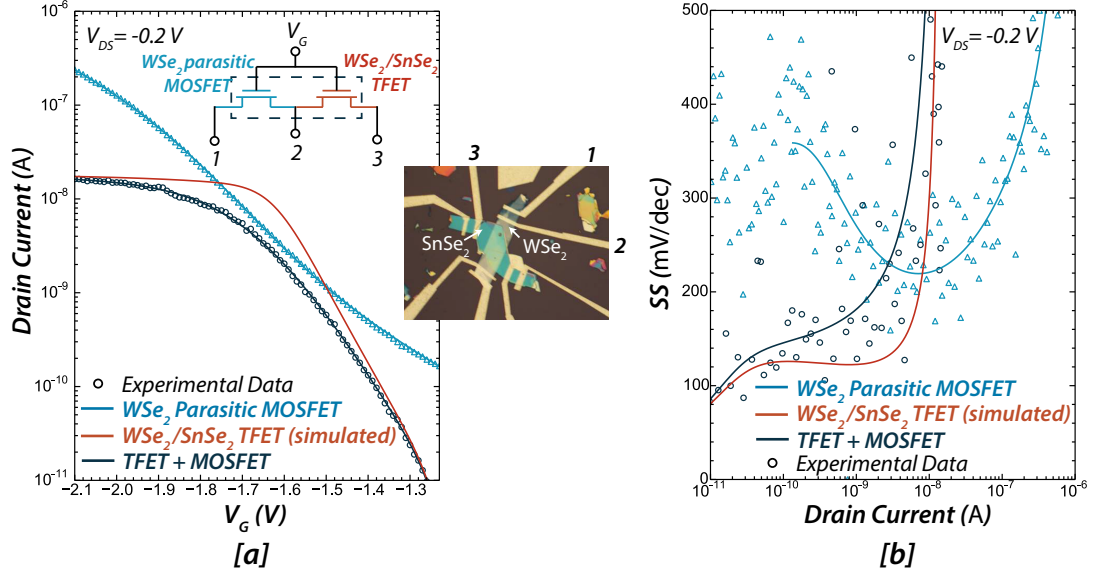 V_DS= -0.2 V
V_G
WSe₂ parasitic
MOSFET
WSe₂/SnSe₂
TFET
1
2
3
Drain Current (A)
10⁻⁶
10⁻⁷
10⁻⁸
10⁻⁹
10⁻¹⁰
10⁻¹¹
Experimental Data
WSe₂ Parasitic MOSFET
WSe₂/SnSe₂ TFET (simulated)
TFET + MOSFET
−2.1 −2.0 −1.9 −1.8 −1.7 −1.6 −1.5 −1.4 −1.3
V_G (V)
[a]
3
1
2
SnSe₂
WSe₂
V_DS= -0.2 V
SS (mV/dec)
500
400
300
200
100
0
WSe₂ Parasitic MOSFET
WSe₂/SnSe₂ TFET (simulated)
TFET + MOSFET
Experimental Data
10⁻¹¹ 10⁻¹⁰ 10⁻⁹ 10⁻⁸ 10⁻⁷ 10⁻⁶
Drain Current (A)
[b]